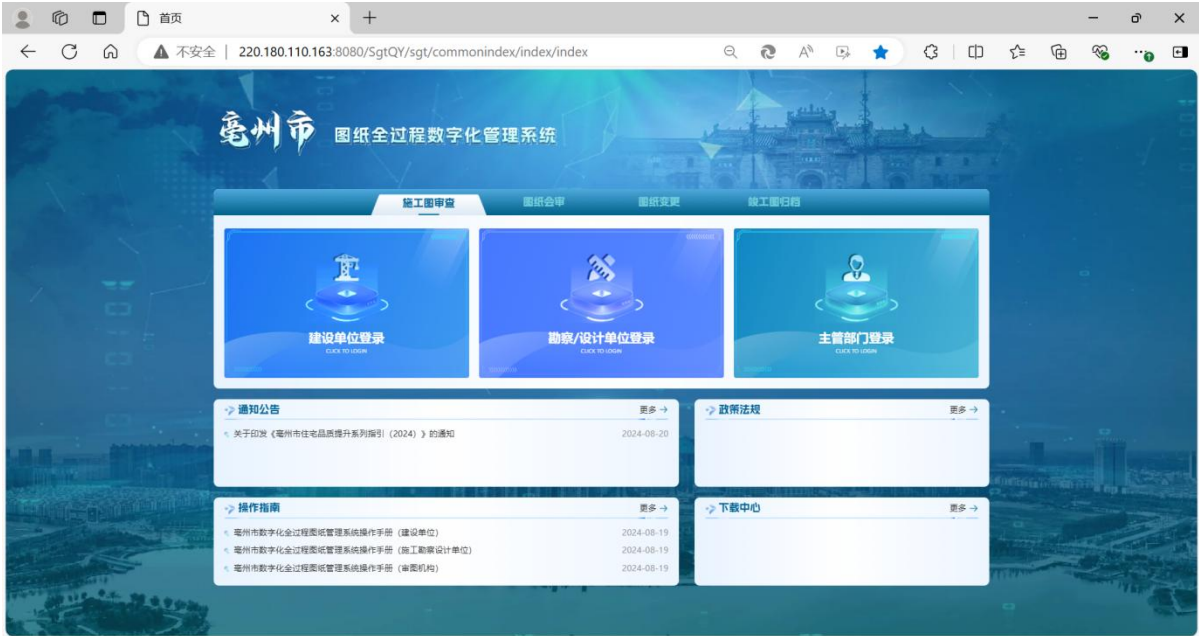 首页
不安全 220.180.110.163:8080/SgtQY/sgt/commonindex/index/index
亳州市 图纸全过程数字化管理系统
施工图审查 图纸会审 图纸变更 竣工图归档
建设单位登录 勘察/设计单位登录 主管部门登录
CLICK TO LOGIN CLICK TO LOGIN CLICK TO LOGIN
通知公告 更多 政策法规 更多
关于印发《亳州市住宅品质提升系列指引（2024）》的通知 2024-08-20
操作指南 更多 下载中心 更多
亳州市数字化全过程图纸管理系统操作手册（建设单位） 2024-08-19
亳州市数字化全过程图纸管理系统操作手册（施工勘察设计单位） 2024-08-19
亳州市数字化全过程图纸管理系统操作手册（审图机构） 2024-08-19